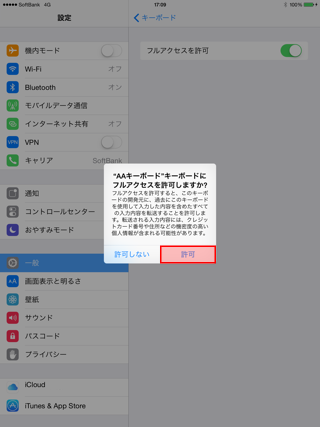 SoftBank 4G
17:09
100%
設定
キーボード
機内モード
フルアクセスを許可
Wi-Fi オフ
Bluetooth オン
モバイルデータ通信
インターネット共有 オフ
VPN VPN
キャリア SoftBank
通知
コントロールセンター
おやすみモード
一般
AA 画面表示と明るさ
壁紙
サウンド
パスコード
プライバシー
iCloud
iTunes & App Store
“AAキーボード”キーボードに
フルアクセスを許可しますか?
フルアクセスを許可すると、このキーボ
ードの開発元に、過去にこのキーボード
を使用して入力した内容を含めたすべて
の入力内容を転送することを許可しま
す。転送される入力内容には、クレジッ
トカード番号や住所などの機密度の高い
個人情報が含まれる可能性があります。
許可しない
許可